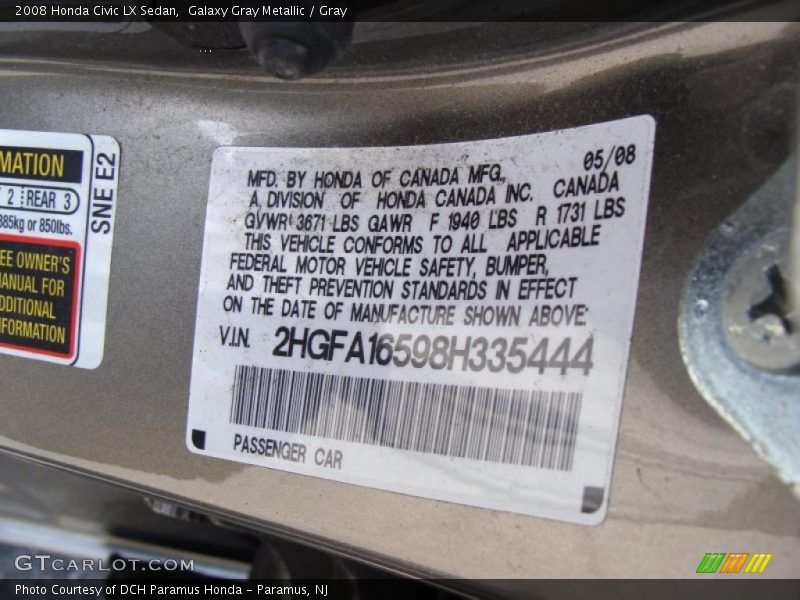 2008 Honda Civic LX Sedan, Galaxy Gray Metallic / Gray
MATION
2 REAR 3
385kg or 850lbs.
EE OWNER'S
MANUAL FOR
DDITIONAL
NFORMATION
SNE E2
05/08
MFD. BY HONDA OF CANADA MFG.,
A DIVISION OF HONDA CANADA INC. CANADA
GVWR 3671 LBS GAWR F 1940 LBS R 1731 LBS
THIS VEHICLE CONFORMS TO ALL APPLICABLE
FEDERAL MOTOR VEHICLE SAFETY, BUMPER,
AND THEFT PREVENTION STANDARDS IN EFFECT
ON THE DATE OF MANUFACTURE SHOWN ABOVE
V.I.N. 2HGFA16598H335444
PASSENGER CAR
GTCARLOT.COM
Photo Courtesy of DCH Paramus Honda - Paramus, NJ